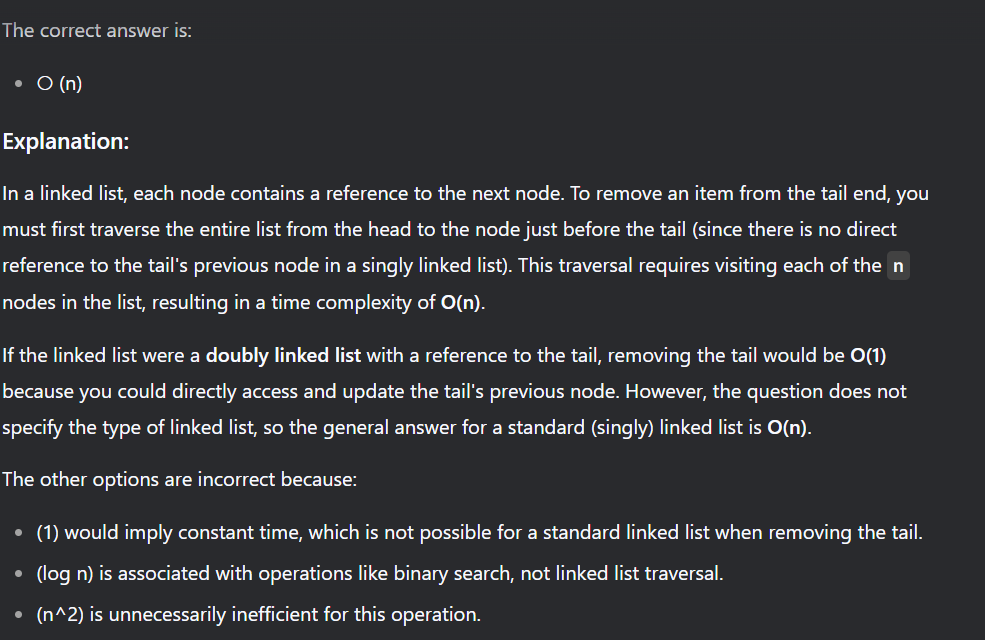 The correct answer is:
• O (n)
Explanation:
In a linked list, each node contains a reference to the next node. To remove an item from the tail end, you
must first traverse the entire list from the head to the node just before the tail (since there is no direct
reference to the tail's previous node in a singly linked list). This traversal requires visiting each of the n
nodes in the list, resulting in a time complexity of O(n).
If the linked list were a doubly linked list with a reference to the tail, removing the tail would be O(1)
because you could directly access and update the tail's previous node. However, the question does not
specify the type of linked list, so the general answer for a standard (singly) linked list is O(n).
The other options are incorrect because:
• (1) would imply constant time, which is not possible for a standard linked list when removing the tail.
• (log n) is associated with operations like binary search, not linked list traversal.
• (n^2) is unnecessarily inefficient for this operation.